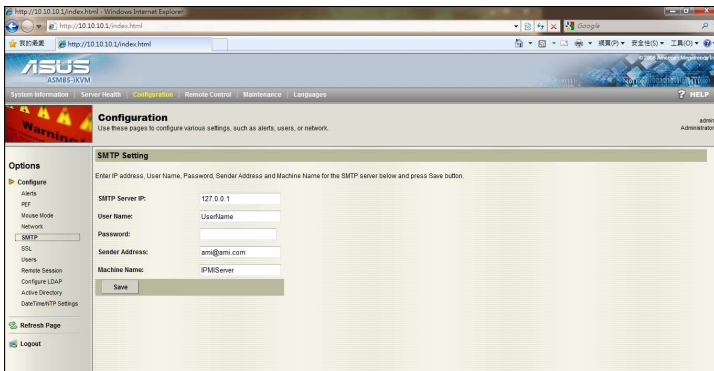 http://10.10.10.1/index.html - Windows Internet Explorer
http://10.10.10.1/index.html
Google
我的最愛
http://10.10.10.1/index.html
網頁(P)
安全性(S)
工具(O)
ASUS
ASMB5-iKVM
System Information
Server Health
Configuration
Remote Control
Maintenance
Languages
HELP
Warning
Configuration
Use these pages to configure various settings, such as alerts, users, or network.
admin
Administrator
Options
Configure
Alerts
PEF
Mouse Mode
Network
SMTP
SSL
Users
Remote Session
Configure LDAP
Active Directory
DateTime/NTP Settings
Refresh Page
Logout
SMTP Setting
Enter IP address, User Name, Password, Sender Address and Machine Name for the SMTP server below and press Save button.
SMTP Server IP: 127.0.0.1
User Name: UserName
Password:
Sender Address: ami@ami.com
Machine Name: IPMIServer
Save